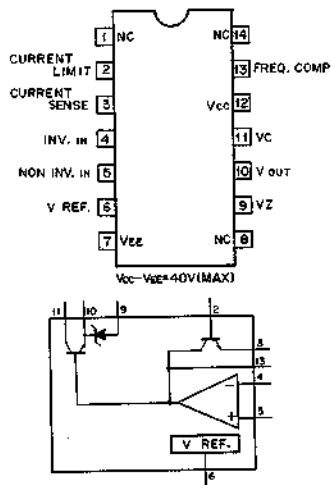 1 NC
NC 14
CURRENT LIMIT 2
13 FREQ. COMP
CURRENT SENSE 3
VCC 12
INV. IN 4
11 VC
NON INV. IN 5
10 V OUT
V REF. 6
9 VZ
7 VEE
NC 8
VCC-VEE=40V(MAX)
11 10 9 2
3
13
4
5
V REF.
6